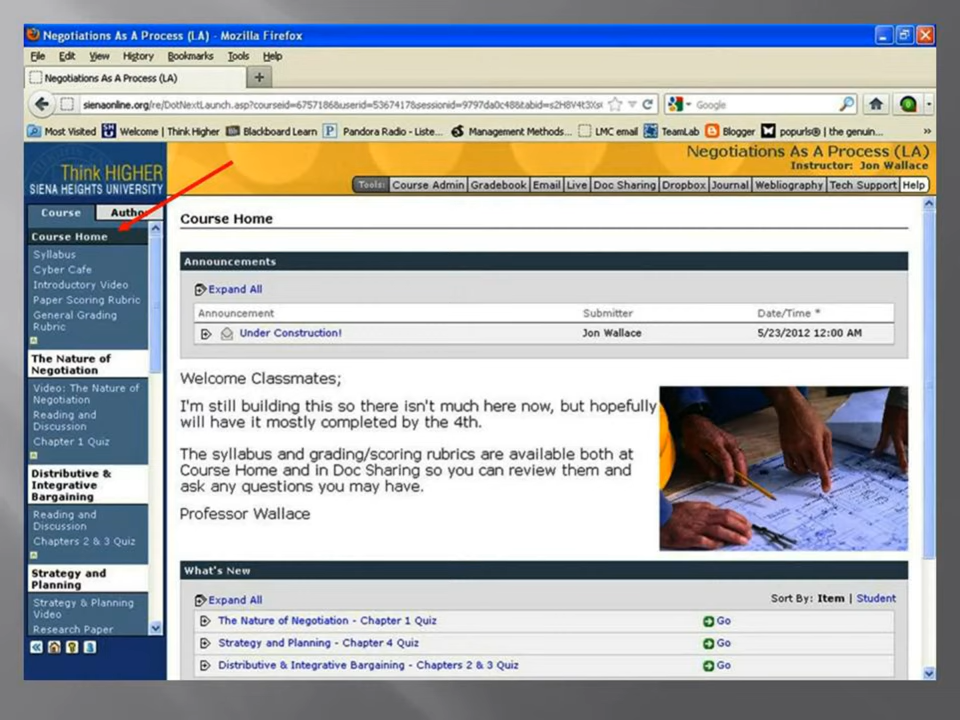 Negotiations As A Process (LA) - Mozilla Firefox
File Edit View History Bookmarks Tools Help
Negotiations As A Process (LA)
sienaonline.org/re/DotNextLaunch.asp?courseid=6757186&userid=5367417&sessionid=9797da0c48&tabid=
Google
Most Visited Welcome | Think Higher Blackboard Learn Pandora Radio - Liste... Management Methods... LMC email TeamLab Blogger popurls® | the genuin...
Think HIGHER
SIENA HEIGHTS UNIVERSITY
Negotiations As A Process (LA)
Instructor: Jon Wallace
Tools: Course Admin Gradebook Email Live Doc Sharing Dropbox Journal Webliography Tech Support Help
Course Author
Course Home
Syllabus
Cyber Cafe
Introductory Video
Paper Scoring Rubric
General Grading
Rubric
The Nature of
Negotiation
Video: The Nature of
Negotiation
Reading and
Discussion
Chapter 1 Quiz
Distributive &
Integrative
Bargaining
Reading and
Discussion
Chapters 2 & 3 Quiz
Strategy and
Planning
Strategy & Planning
Video
Research Paper
Course Home
Announcements
Expand All
Announcement Submitter Date/Time *
Under Construction! Jon Wallace 5/23/2012 12:00 AM
Welcome Classmates;
I'm still building this so there isn't much here now, but hopefully
will have it mostly completed by the 4th.
The syllabus and grading/scoring rubrics are available both at
Course Home and in Doc Sharing so you can review them and
ask any questions you may have.
Professor Wallace
What's New
Expand All Sort By: Item | Student
The Nature of Negotiation - Chapter 1 Quiz Go
Strategy and Planning - Chapter 4 Quiz Go
Distributive & Integrative Bargaining - Chapters 2 & 3 Quiz Go